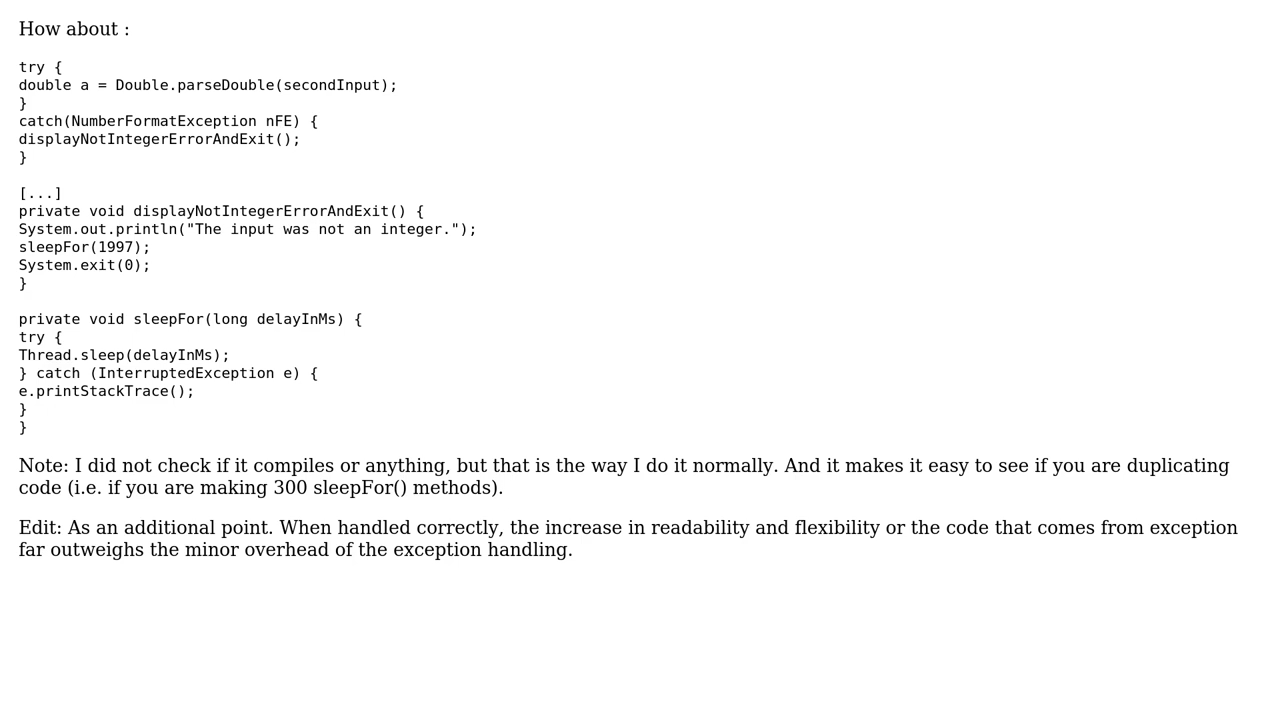 How about :
try {
double a = Double.parseDouble(secondInput);
}
catch(NumberFormatException nFE) {
displayNotIntegerErrorAndExit();
}
[...]
private void displayNotIntegerErrorAndExit() {
System.out.println("The input was not an integer.");
sleepFor(1997);
System.exit(0);
}
private void sleepFor(long delayInMs) {
try {
Thread.sleep(delayInMs);
} catch (InterruptedException e) {
e.printStackTrace();
}
}
Note: I did not check if it compiles or anything, but that is the way I do it normally. And it makes it easy to see if you are duplicating
code (i.e. if you are making 300 sleepFor() methods).
Edit: As an additional point. When handled correctly, the increase in readability and flexibility or the code that comes from exception
far outweighs the minor overhead of the exception handling.